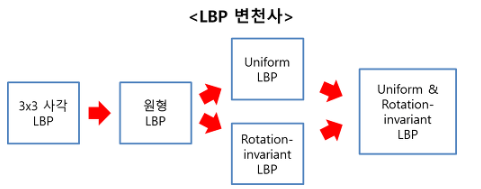 <LBP 변천사>
3x3 사각
LBP
원형
LBP
Uniform
LBP
Rotation-
invariant
LBP
Uniform &
Rotation-
invariant
LBP